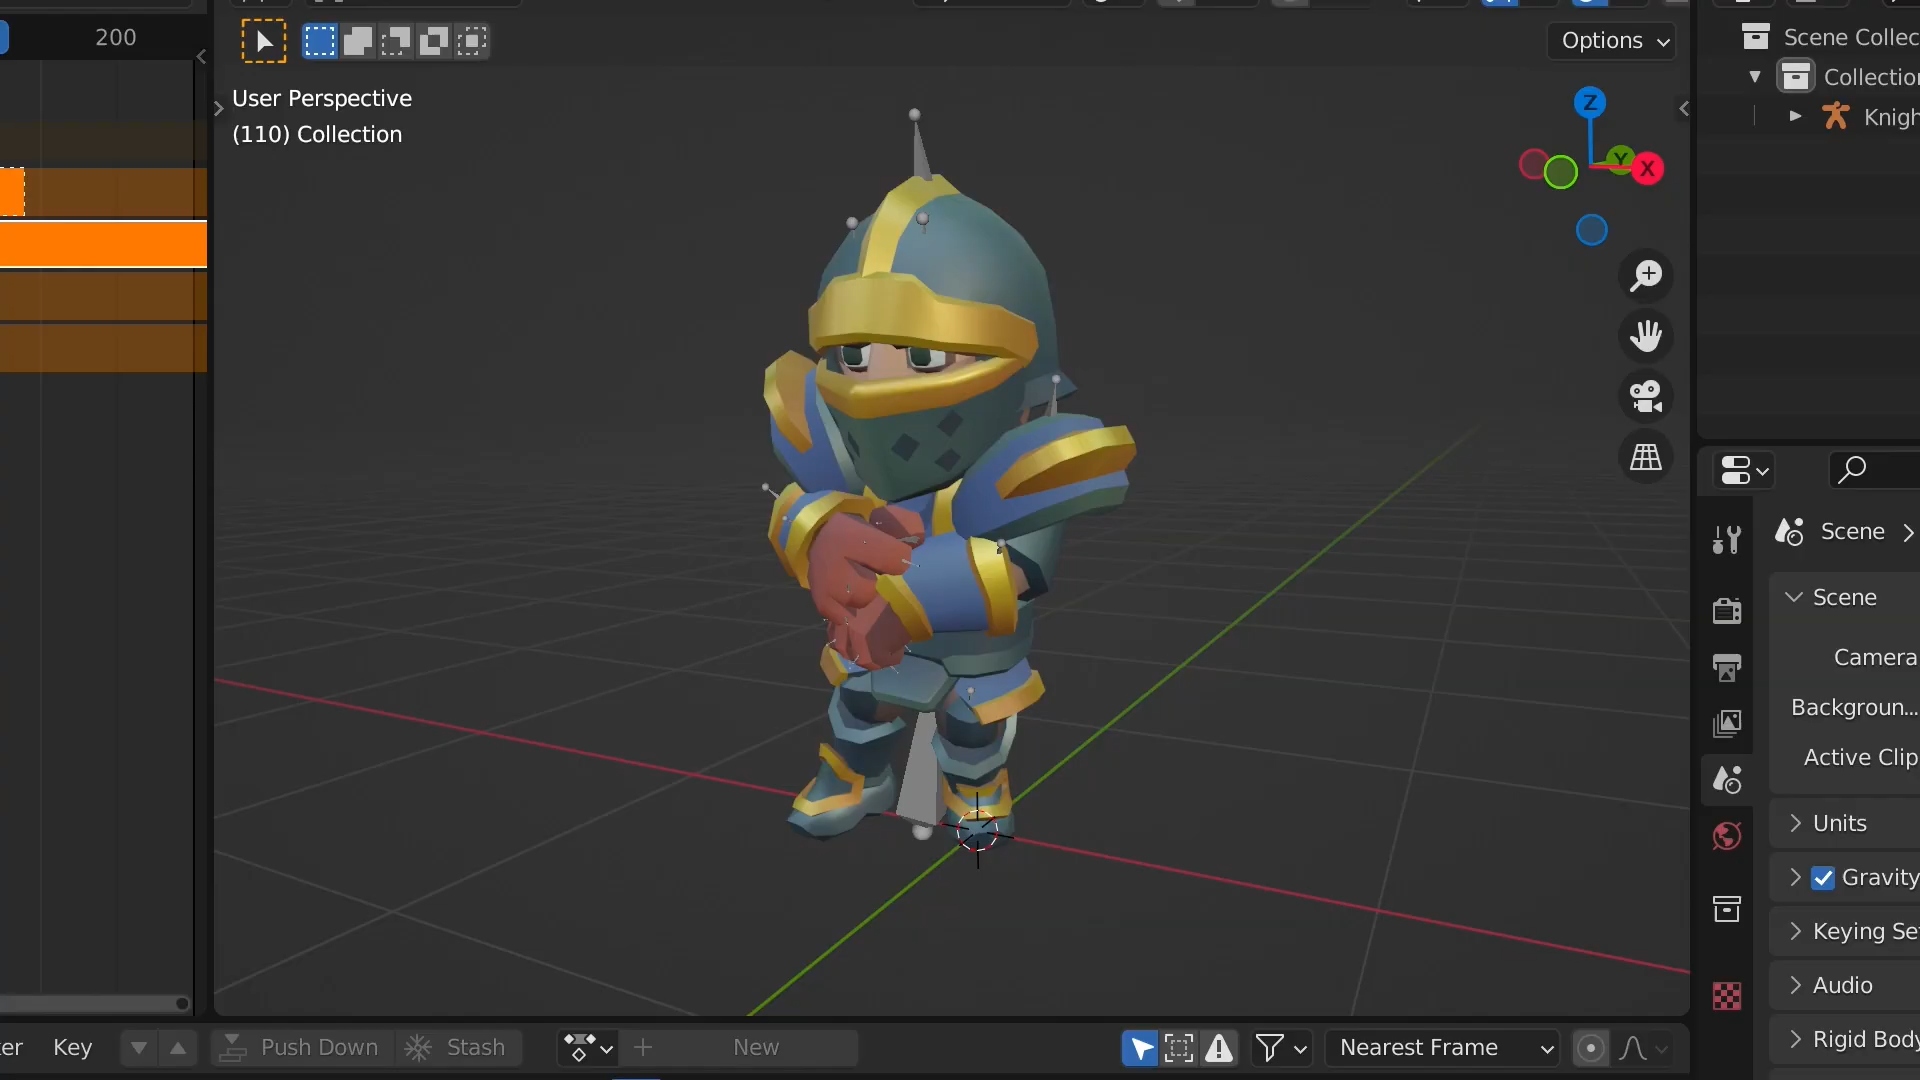 200
Options
User Perspective
(110) Collection
Z
Y
X
Scene Collec
Collection
Knigh
Scene
Scene
Camera
Backgroun...
Active Clip
Units
Gravity
Keying Se
Audio
Rigid Body
er
Key
Push Down
Stash
New
Nearest Frame